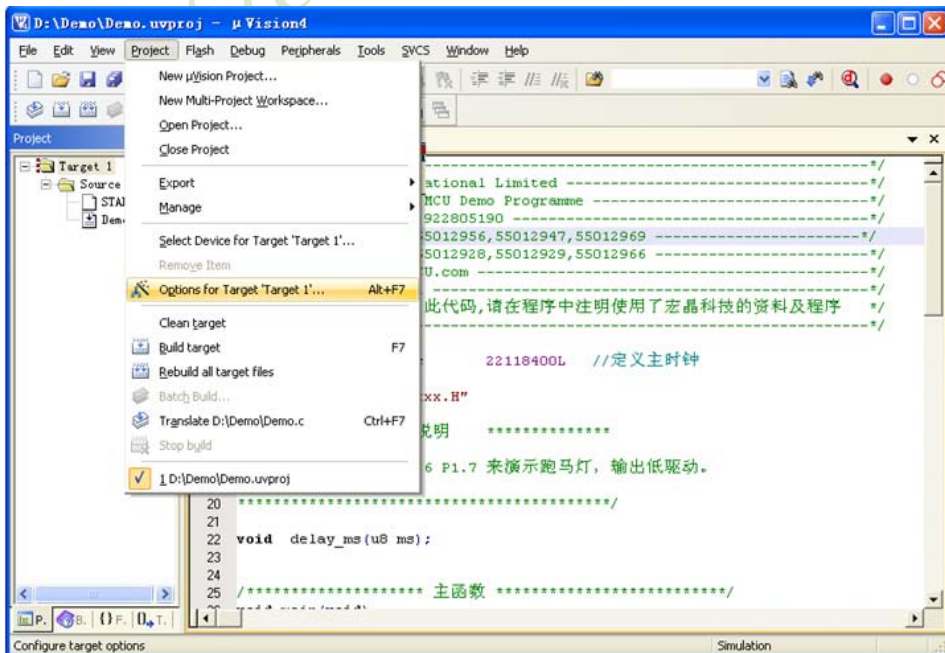 D:\Demo\Demo.uvproj - µVision4
File Edit View Project Flash Debug Peripherals Tools SVCS Window Help
Project
Target 1
Source
STA
Dem
New µVision Project...
New Multi-Project Workspace...
Open Project...
Close Project
Export
Manage
Select Device for Target 'Target 1'...
Remove Item
Options for Target 'Target 1'... Alt+F7
Clean target
Build target F7
Rebuild all target files
Batch Build...
Translate D:\Demo\Demo.c Ctrl+F7
Stop build
1 D:\Demo\Demo.uvproj
---*/
ational Limited ---*/
MCU Demo Programme ---*/
922805190 ---*/
55012956,55012947,55012969 ---*/
55012928,55012929,55012966 ---*/
U.com ---*/
---*/
此代码,请在程序中注明使用了宏晶科技的资料及程序 */
---*/
22118400L //定义主时钟
xx.H"
说明 **************
6 P1.7 来演示跑马灯，输出低驱动。
20 ******************************************/
21
22 void delay_ms(u8 ms);
23
24
25 /******************** 主函数 **************************/
P. B. {} F. 0 T.
Configure target options Simulation